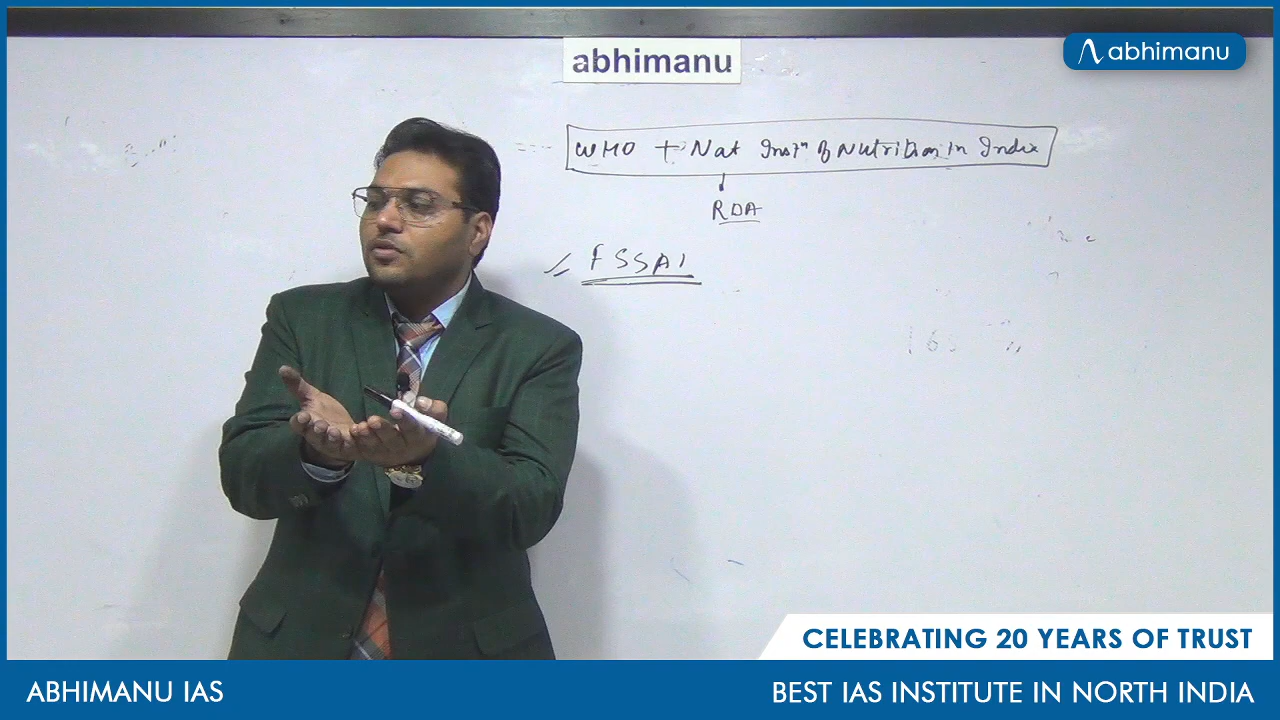 abhimanu
abhimanu
WHO + Nat Instn of Nutrition in India
RDA
FSSAI
CELEBRATING 20 YEARS OF TRUST
ABHIMANU IAS
BEST IAS INSTITUTE IN NORTH INDIA